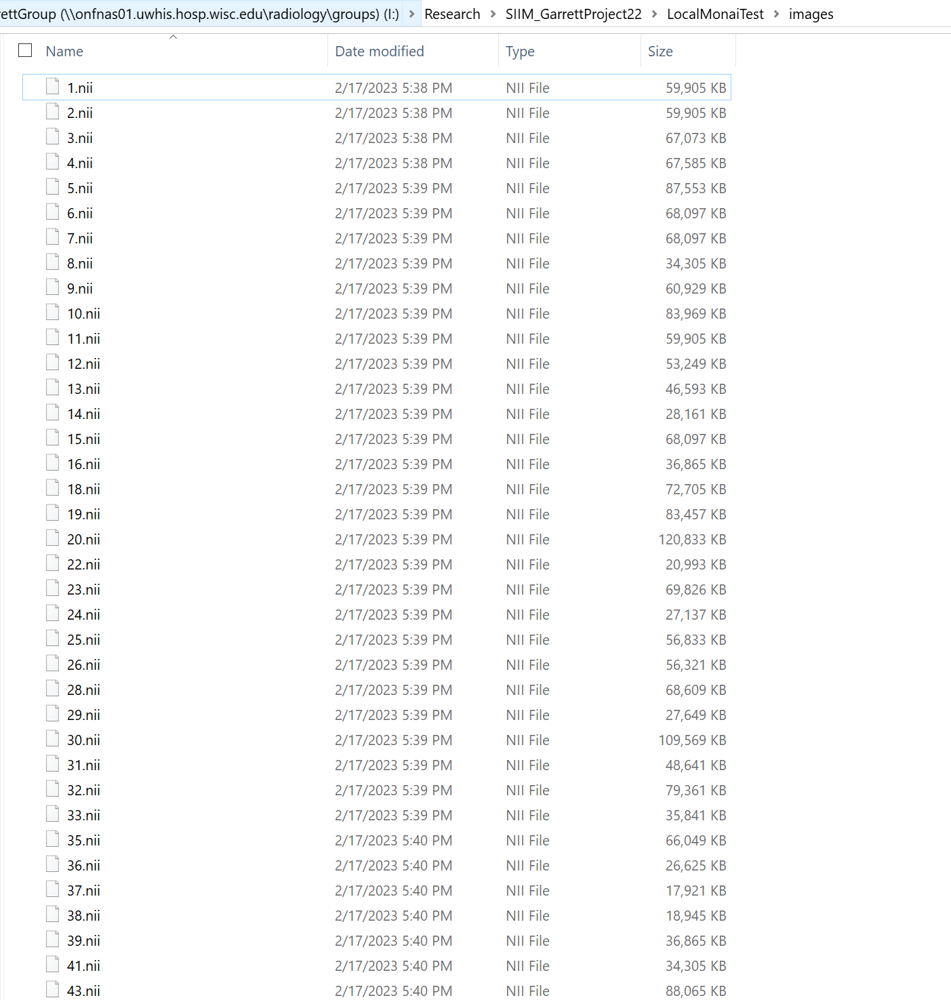 rettGroup (\\onfnas01.uwhis.hosp.wisc.edu\radiology\groups) (I:) > Research > SIIM_GarrettProject22 > LocalMonaiTest > images
Name Date modified Type Size
1.nii 2/17/2023 5:38 PM NII File 59,905 KB
2.nii 2/17/2023 5:38 PM NII File 59,905 KB
3.nii 2/17/2023 5:38 PM NII File 67,073 KB
4.nii 2/17/2023 5:38 PM NII File 67,585 KB
5.nii 2/17/2023 5:39 PM NII File 87,553 KB
6.nii 2/17/2023 5:39 PM NII File 68,097 KB
7.nii 2/17/2023 5:39 PM NII File 68,097 KB
8.nii 2/17/2023 5:39 PM NII File 34,305 KB
9.nii 2/17/2023 5:39 PM NII File 60,929 KB
10.nii 2/17/2023 5:39 PM NII File 83,969 KB
11.nii 2/17/2023 5:39 PM NII File 59,905 KB
12.nii 2/17/2023 5:39 PM NII File 53,249 KB
13.nii 2/17/2023 5:39 PM NII File 46,593 KB
14.nii 2/17/2023 5:39 PM NII File 28,161 KB
15.nii 2/17/2023 5:39 PM NII File 68,097 KB
16.nii 2/17/2023 5:39 PM NII File 36,865 KB
18.nii 2/17/2023 5:39 PM NII File 72,705 KB
19.nii 2/17/2023 5:39 PM NII File 83,457 KB
20.nii 2/17/2023 5:39 PM NII File 120,833 KB
22.nii 2/17/2023 5:39 PM NII File 20,993 KB
23.nii 2/17/2023 5:39 PM NII File 69,826 KB
24.nii 2/17/2023 5:39 PM NII File 27,137 KB
25.nii 2/17/2023 5:39 PM NII File 56,833 KB
26.nii 2/17/2023 5:39 PM NII File 56,321 KB
28.nii 2/17/2023 5:39 PM NII File 68,609 KB
29.nii 2/17/2023 5:39 PM NII File 27,649 KB
30.nii 2/17/2023 5:39 PM NII File 109,569 KB
31.nii 2/17/2023 5:39 PM NII File 48,641 KB
32.nii 2/17/2023 5:39 PM NII File 79,361 KB
33.nii 2/17/2023 5:39 PM NII File 35,841 KB
35.nii 2/17/2023 5:40 PM NII File 66,049 KB
36.nii 2/17/2023 5:40 PM NII File 26,625 KB
37.nii 2/17/2023 5:40 PM NII File 17,921 KB
38.nii 2/17/2023 5:40 PM NII File 18,945 KB
39.nii 2/17/2023 5:40 PM NII File 36,865 KB
41.nii 2/17/2023 5:40 PM NII File 34,305 KB
43.nii 2/17/2023 5:40 PM NII File 88,065 KB